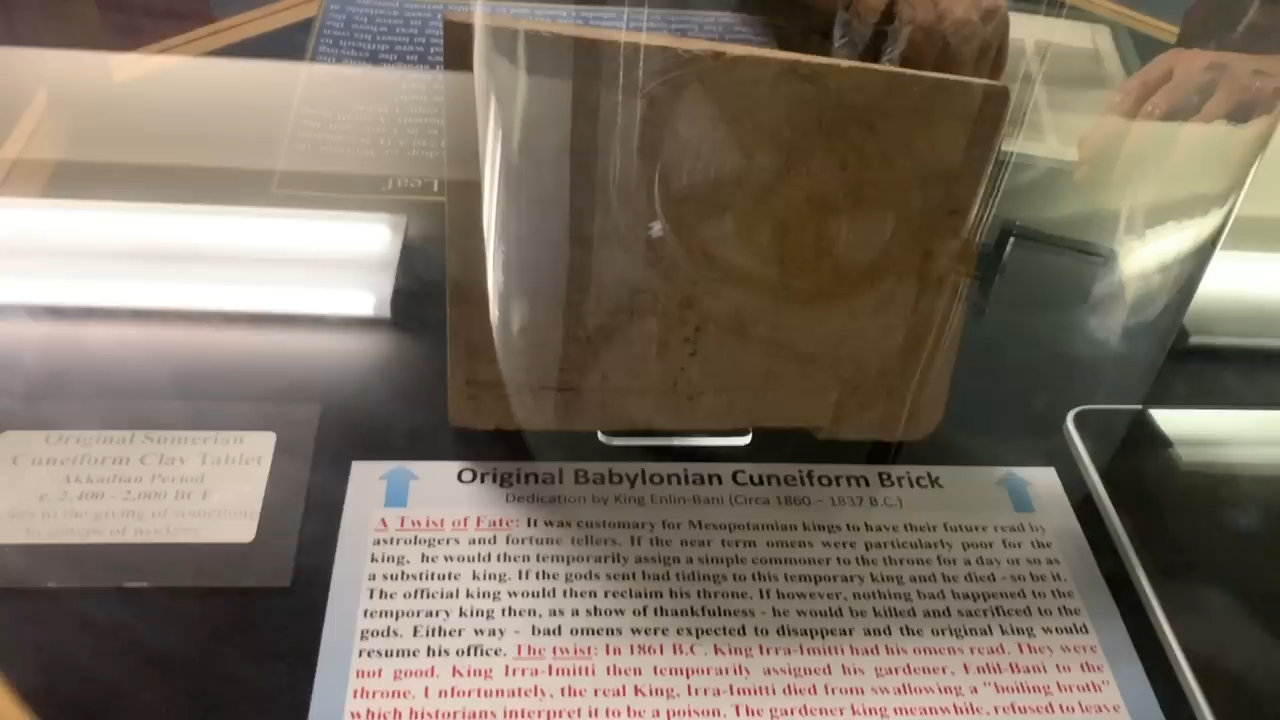 Leaf
Original Sumerian
Cuneiform Clay Tablet
Akkadian Period
c. 2,400 - 2,000 BCE
to the giving of something
Original Babylonian Cuneiform Brick
Dedication by King Enlin-Bani (Circa 1860 – 1837 B.C.)
A Twist of Fate: It was customary for Mesopotamian kings to have their future read by
astrologers and fortune tellers. If the near term omens were particularly poor for the
king, he would then temporarily assign a simple commoner to the throne for a day or so as
a substitute king. If the gods sent bad tidings to this temporary king and he died - so be it.
The official king would then reclaim his throne. If however, nothing bad happened to the
temporary king then, as a show of thankfulness - he would be killed and sacrificed to the
gods. Either way - bad omens were expected to disappear and the original king would
resume his office. The twist: In 1861 B.C. King Irra-Imitti had his omens read. They were
not good. King Irra-Imitti then temporarily assigned his gardener, Enlil-Bani to the
throne. Unfortunately, the real King, Irra-Imitti died from swallowing a "boiling broth"
which historians interpret it to be a poison. The gardener king meanwhile, refused to leave